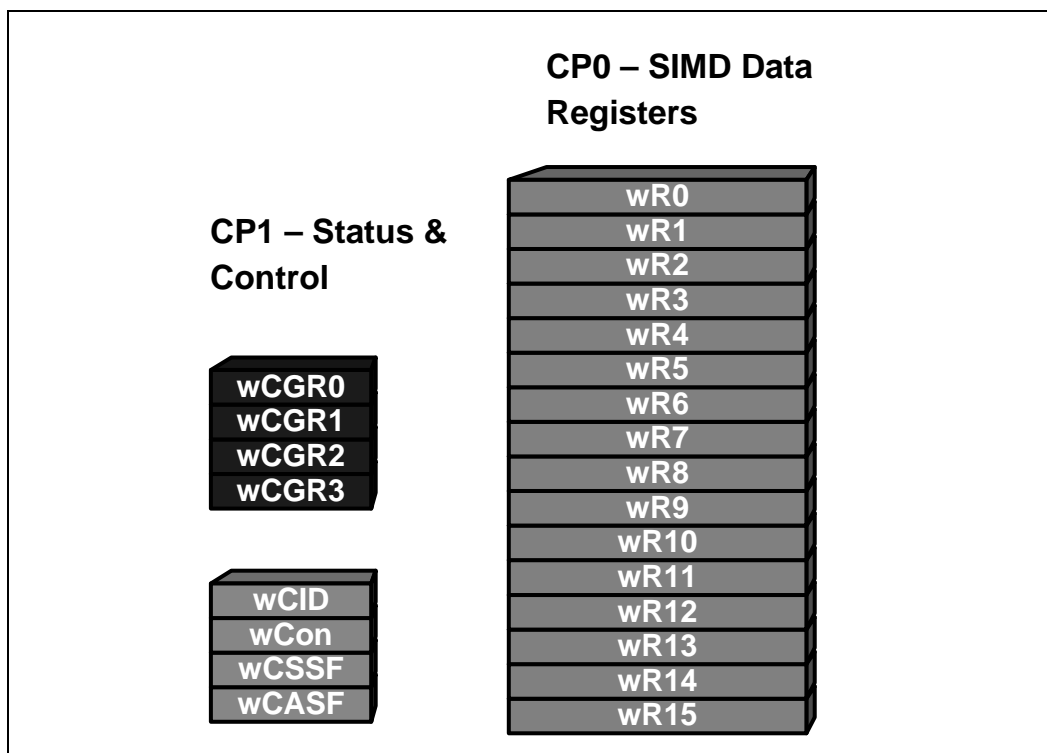 CP0 – SIMD Data
Registers
wR0
wR1
wR2
wR3
wR4
wR5
wR6
wR7
wR8
wR9
wR10
wR11
wR12
wR13
wR14
wR15
CP1 – Status &
Control
wCGR0
wCGR1
wCGR2
wCGR3
wCID
wCon
wCSSF
wCASF